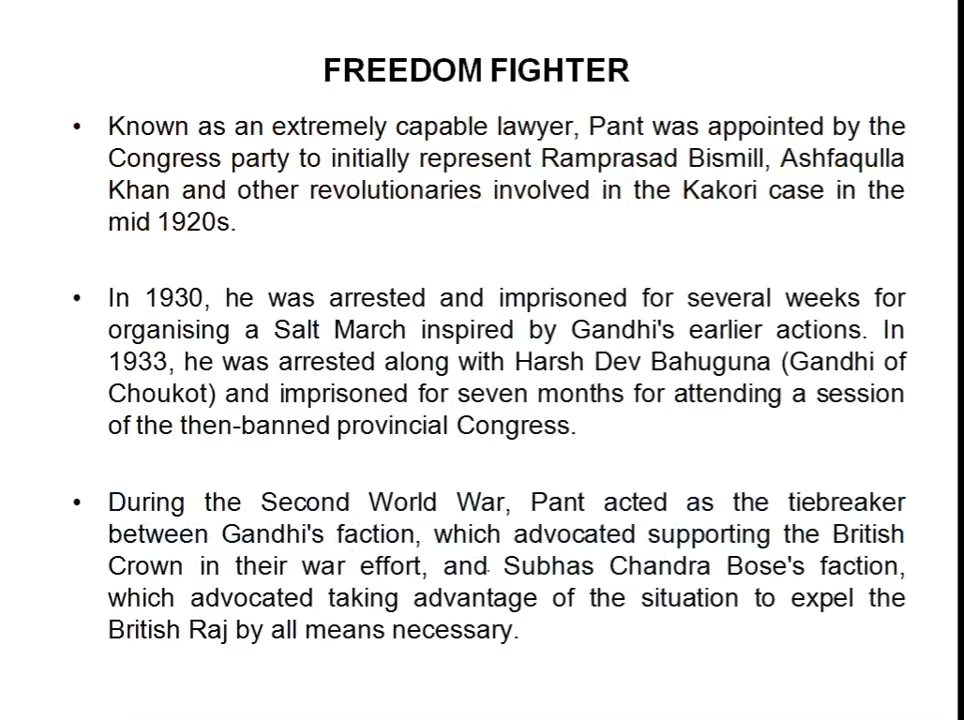 FREEDOM FIGHTER
• Known as an extremely capable lawyer, Pant was appointed by the
Congress party to initially represent Ramprasad Bismill, Ashfaqulla
Khan and other revolutionaries involved in the Kakori case in the
mid 1920s.
• In 1930, he was arrested and imprisoned for several weeks for
organising a Salt March inspired by Gandhi's earlier actions. In
1933, he was arrested along with Harsh Dev Bahuguna (Gandhi of
Choukot) and imprisoned for seven months for attending a session
of the then-banned provincial Congress.
• During the Second World War, Pant acted as the tiebreaker
between Gandhi's faction, which advocated supporting the British
Crown in their war effort, and Subhas Chandra Bose's faction,
which advocated taking advantage of the situation to expel the
British Raj by all means necessary.